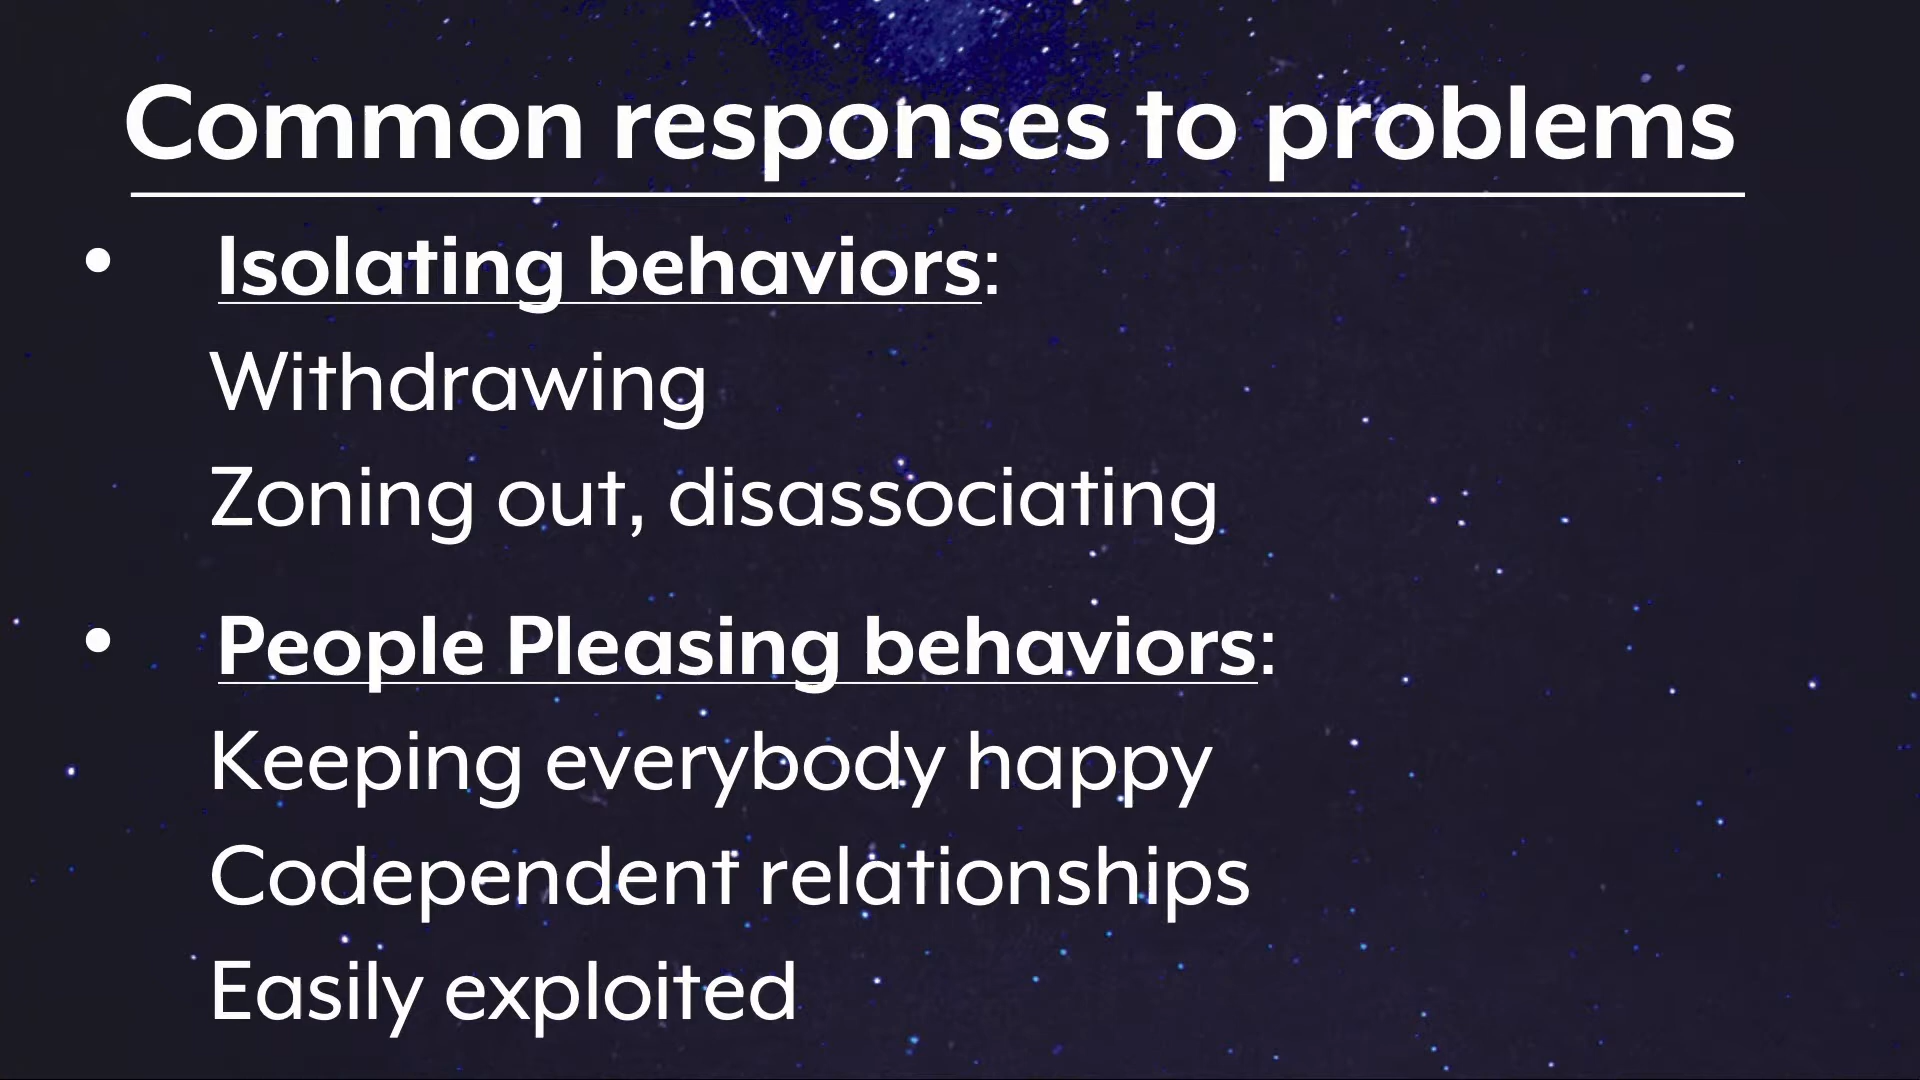 Common responses to problems
• Isolating behaviors:
Withdrawing
Zoning out, disassociating
• People Pleasing behaviors:
Keeping everybody happy
Codependent relationships
Easily exploited